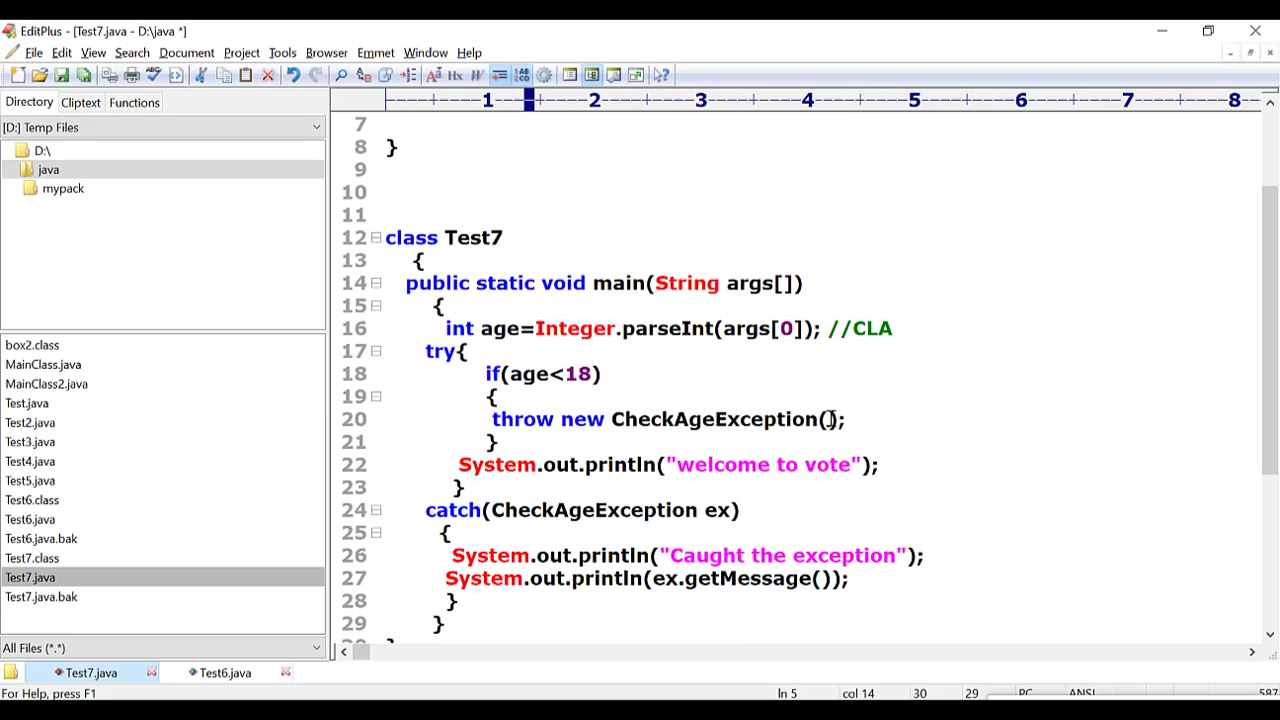 EditPlus - [Test7.java - D:\java *]
File Edit View Search Document Project Tools Browser Emmet Window Help
Directory Cliptext Functions
----+----1----+----2----+----3----+----4----+----5----+----6----+----7----+----8--
[D:] Temp Files
D:\
java
mypack
7
8 }
9
10
11
12 class Test7
13 {
14 public static void main(String args[])
15 {
16 int age=Integer.parseInt(args[0]); //CLA
17 try{
18 if(age<18)
19 {
20 throw new CheckAgeException();
21 }
22 System.out.println("welcome to vote");
23 }
24 catch(CheckAgeException ex)
25 {
26 System.out.println("Caught the exception");
27 System.out.println(ex.getMessage());
28 }
29 }
box2.class
MainClass.java
MainClass2.java
Test.java
Test2.java
Test3.java
Test4.java
Test5.java
Test6.class
Test6.java
Test6.java.bak
Test7.class
Test7.java
Test7.java.bak
All Files (*.*)
Test7.java Test6.java
For Help, press F1 ln 5 col 14 30 29 PC ANSI 587